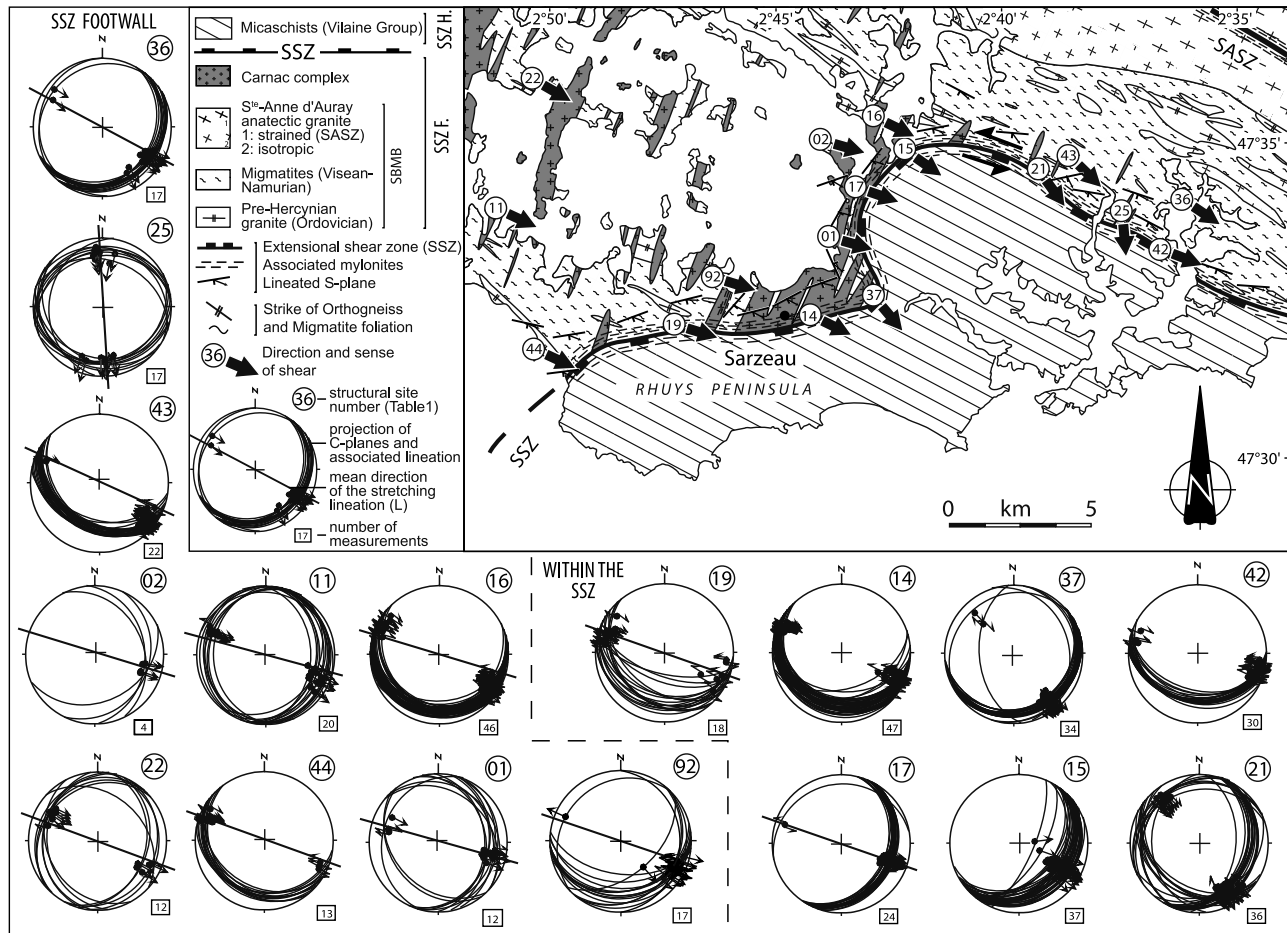 SSZ FOOTWALL
N
36
17
25
17
N
43
22
Micaschists (Vilaine Group)
SSZ
Carnac complex
Ste-Anne d'Auray
anatectic granite
1: strained (SASZ)
2: isotropic
1
2
Migmatites (Visean-
Namurian)
Pre-Hercynian
granite (Ordovician)
SSZ H.
SSZ F.
SBMB
Extensional shear zone (SSZ)
Associated mylonites
Lineated S-plane
Strike of Orthogneiss
and Migmatite foliation
36 Direction and sense
of shear
36 structural site
number (Table1)
N
projection of
C-planes and
associated lineation
mean direction
of the stretching
lineation (L)
17 number of
measurements
2°50'
2°45'
2°40'
2°35'
SASZ
22
16
02
15
47°35'
43
21
17
11
25
36
01
42
92
37
19
14
44
Sarzeau
RHUYS PENINSULA
SSZ
47°30'
N
0 km 5
WITHIN THE
SSZ
N
02
4
N
11
20
N
16
46
N
19
18
N
14
47
N
37
34
N
42
30
N
22
12
N
44
13
N
01
12
N
92
17
N
17
24
N
15
37
N
21
36